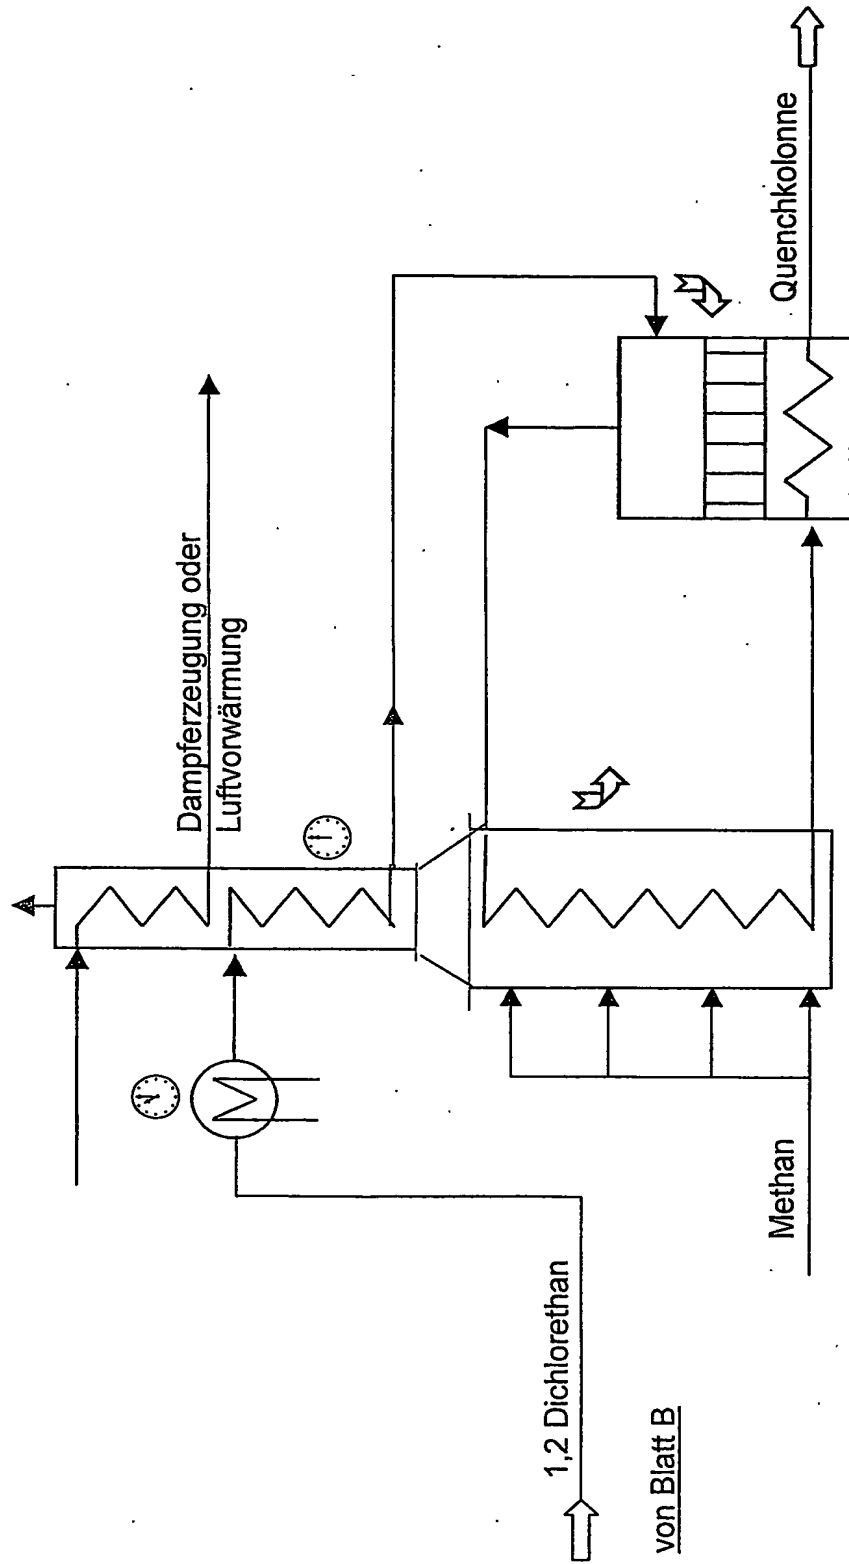 von Blatt B
1,2 Dichlorethan
Methan
Dampferzeugung oder
Luftvorwärmung
Quenchkolonne